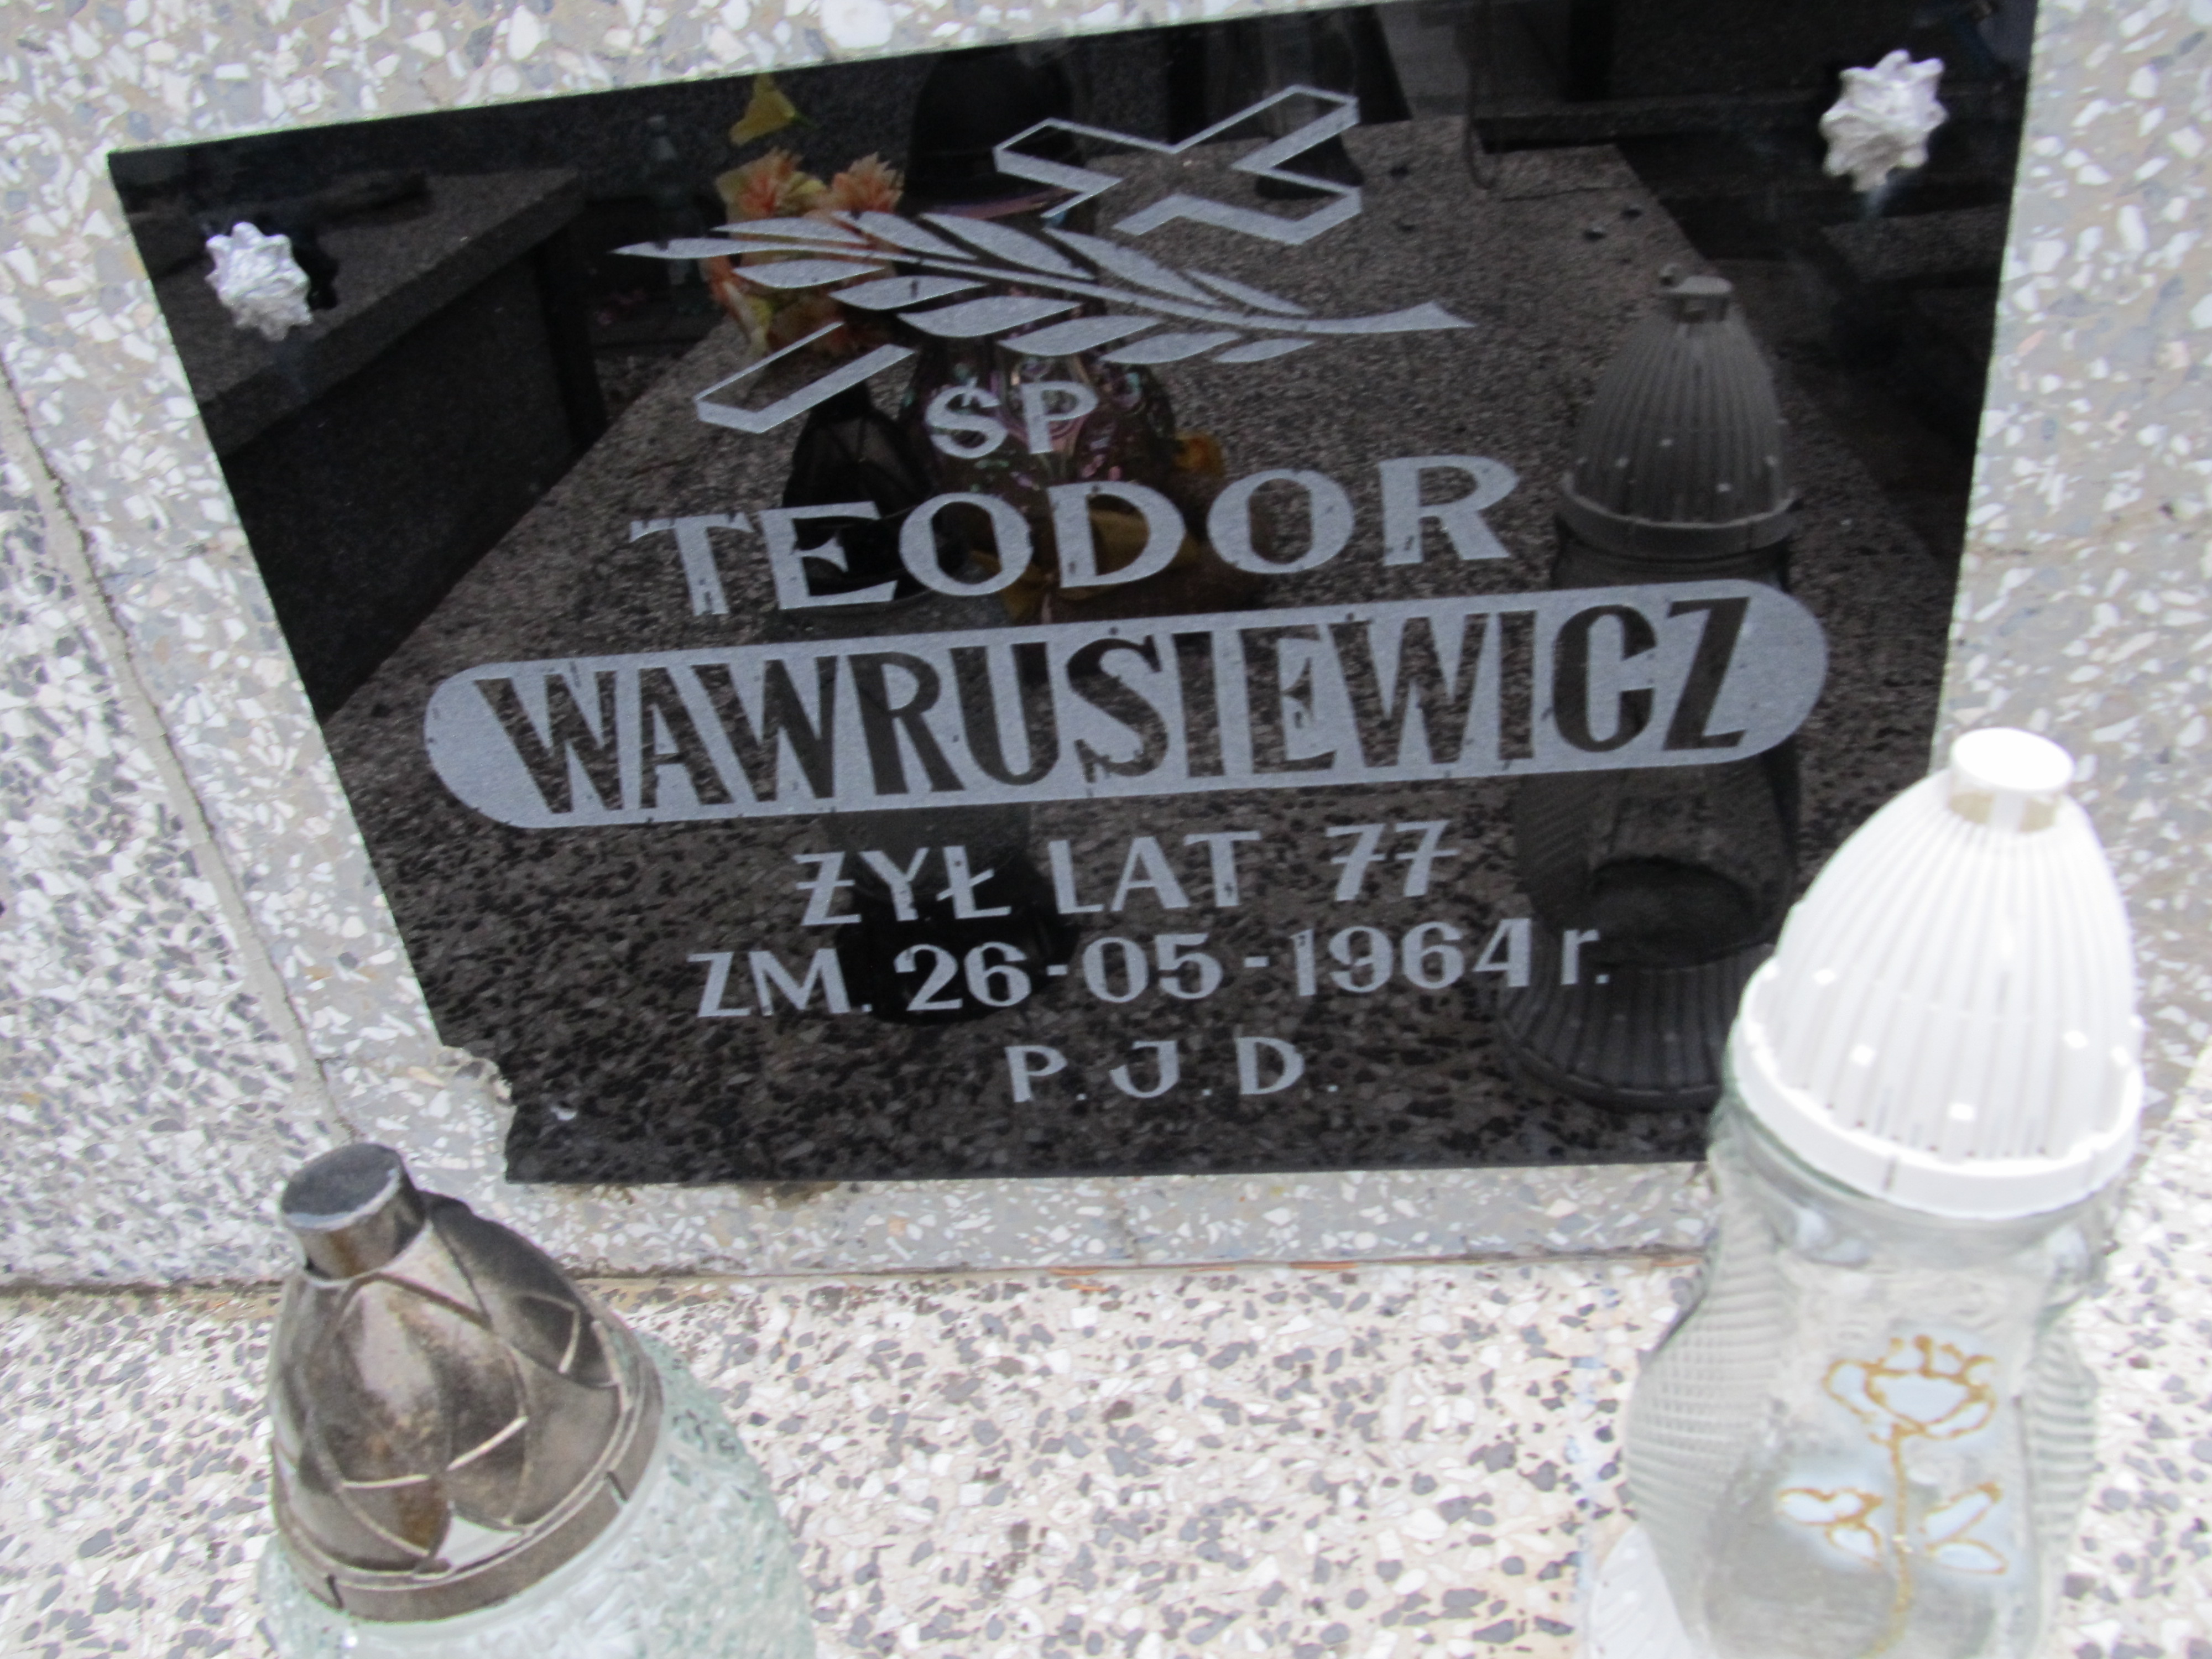 ŚP
TEODOR
WAWRUSIEWICZ
ŻYŁ LAT 77
ZM. 26-05-1964 r.
P.J.D.